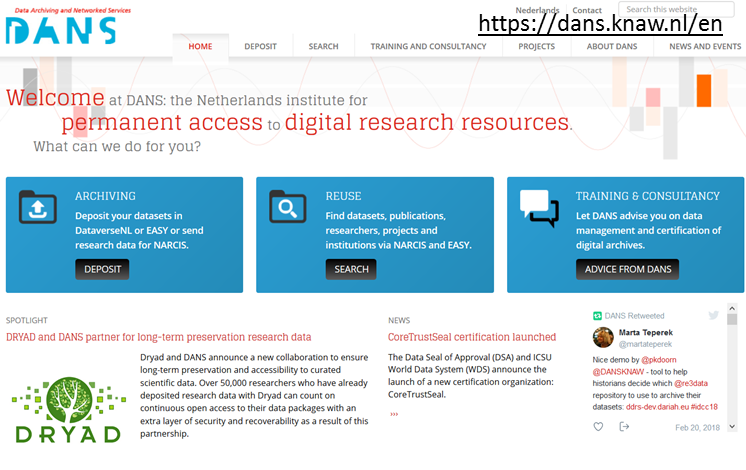 Data Archiving and Networked Services
DANS
Nederlands Contact Search this website
https://dans.knaw.nl/en
HOME DEPOSIT SEARCH TRAINING AND CONSULTANCY PROJECTS ABOUT DANS NEWS AND EVENTS
Welcome at DANS: the Netherlands institute for
permanent access to digital research resources.
What can we do for you?
ARCHIVING
Deposit your datasets in
DataverseNL or EASY or send
research data for NARCIS.
DEPOSIT
REUSE
Find datasets, publications,
researchers, projects and
institutions via NARCIS and EASY.
SEARCH
TRAINING & CONSULTANCY
Let DANS advise you on data
management and certification of
digital archives.
ADVICE FROM DANS
SPOTLIGHT
DRYAD and DANS partner for long-term preservation research data
Dryad and DANS announce a new collaboration to ensure
long-term preservation and accessibility to curated
scientific data. Over 50,000 researchers who have already
deposited research data with Dryad can count on
continuous open access to their data packages with an
extra layer of security and recoverability as a result of this
partnership.
DRYAD
NEWS
CoreTrustSeal certification launched
The Data Seal of Approval (DSA) and ICSU
World Data System (WDS) announce the
launch of a new certification organization:
CoreTrustSeal.
›››
DANS Retweeted
Marta Teperek
@martateperek
Nice demo by @pkdoorn
@DANSKNAW - tool to help
historians decide which @re3data
repository to use to archive their
datasets: ddrs-dev.dariah.eu #idcc18
Feb 20, 2018